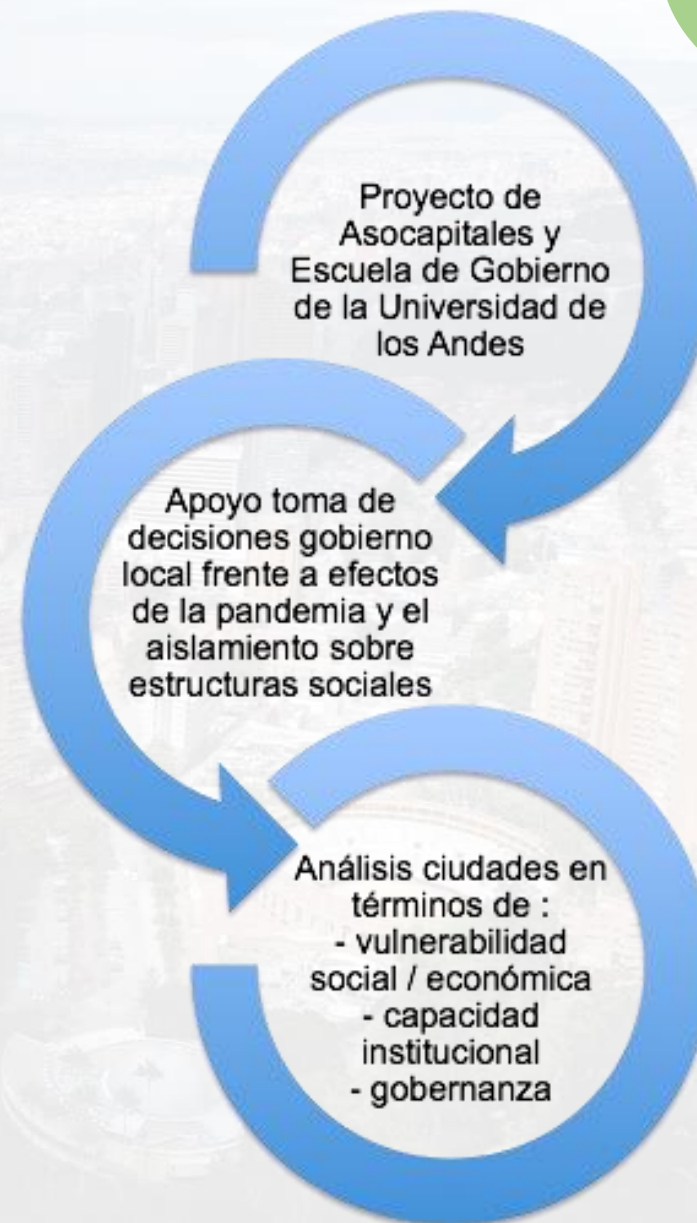 Proyecto de
Asocapitales y
Escuela de Gobierno
de la Universidad de
los Andes
Apoyo toma de
decisiones gobierno
local frente a efectos
de la pandemia y el
aislamiento sobre
estructuras sociales
Análisis ciudades en
términos de :
- vulnerabilidad
social / económica
- capacidad
institucional
- gobernanza